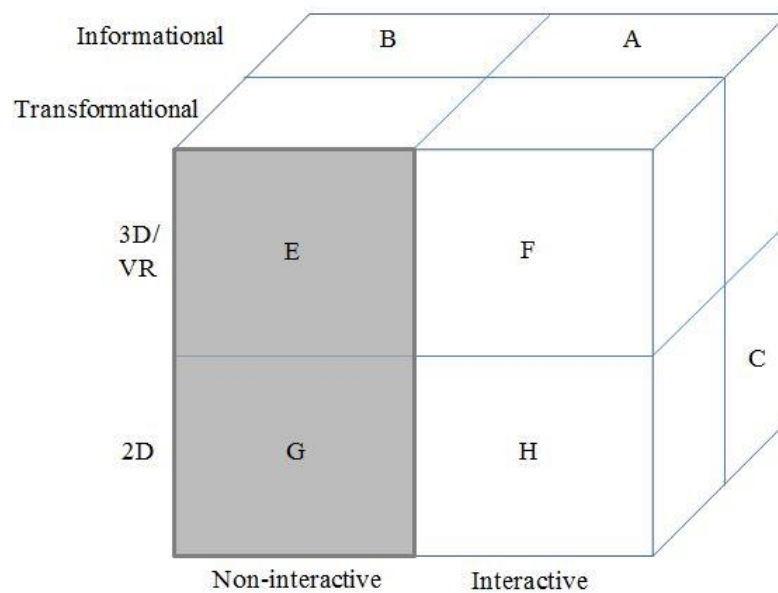 Informational
B
A
Transformational
3D/
VR
E
F
C
2D
G
H
Non-interactive
Interactive